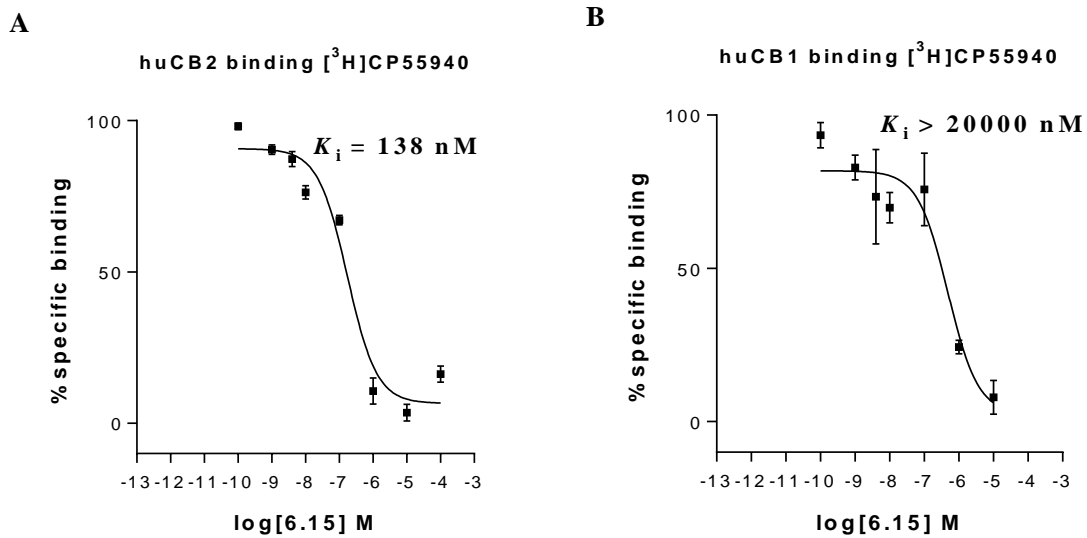 A
huCB2 binding [³H]CP55940
Kᵢ = 138 nM
100
50
0
% specific binding
-13 -12 -11 -10 -9 -8 -7 -6 -5 -4 -3
log[6.15] M
B
huCB1 binding [³H]CP55940
Kᵢ > 20000 nM
100
50
0
% specific binding
-13 -12 -11 -10 -9 -8 -7 -6 -5 -4 -3
log[6.15] M